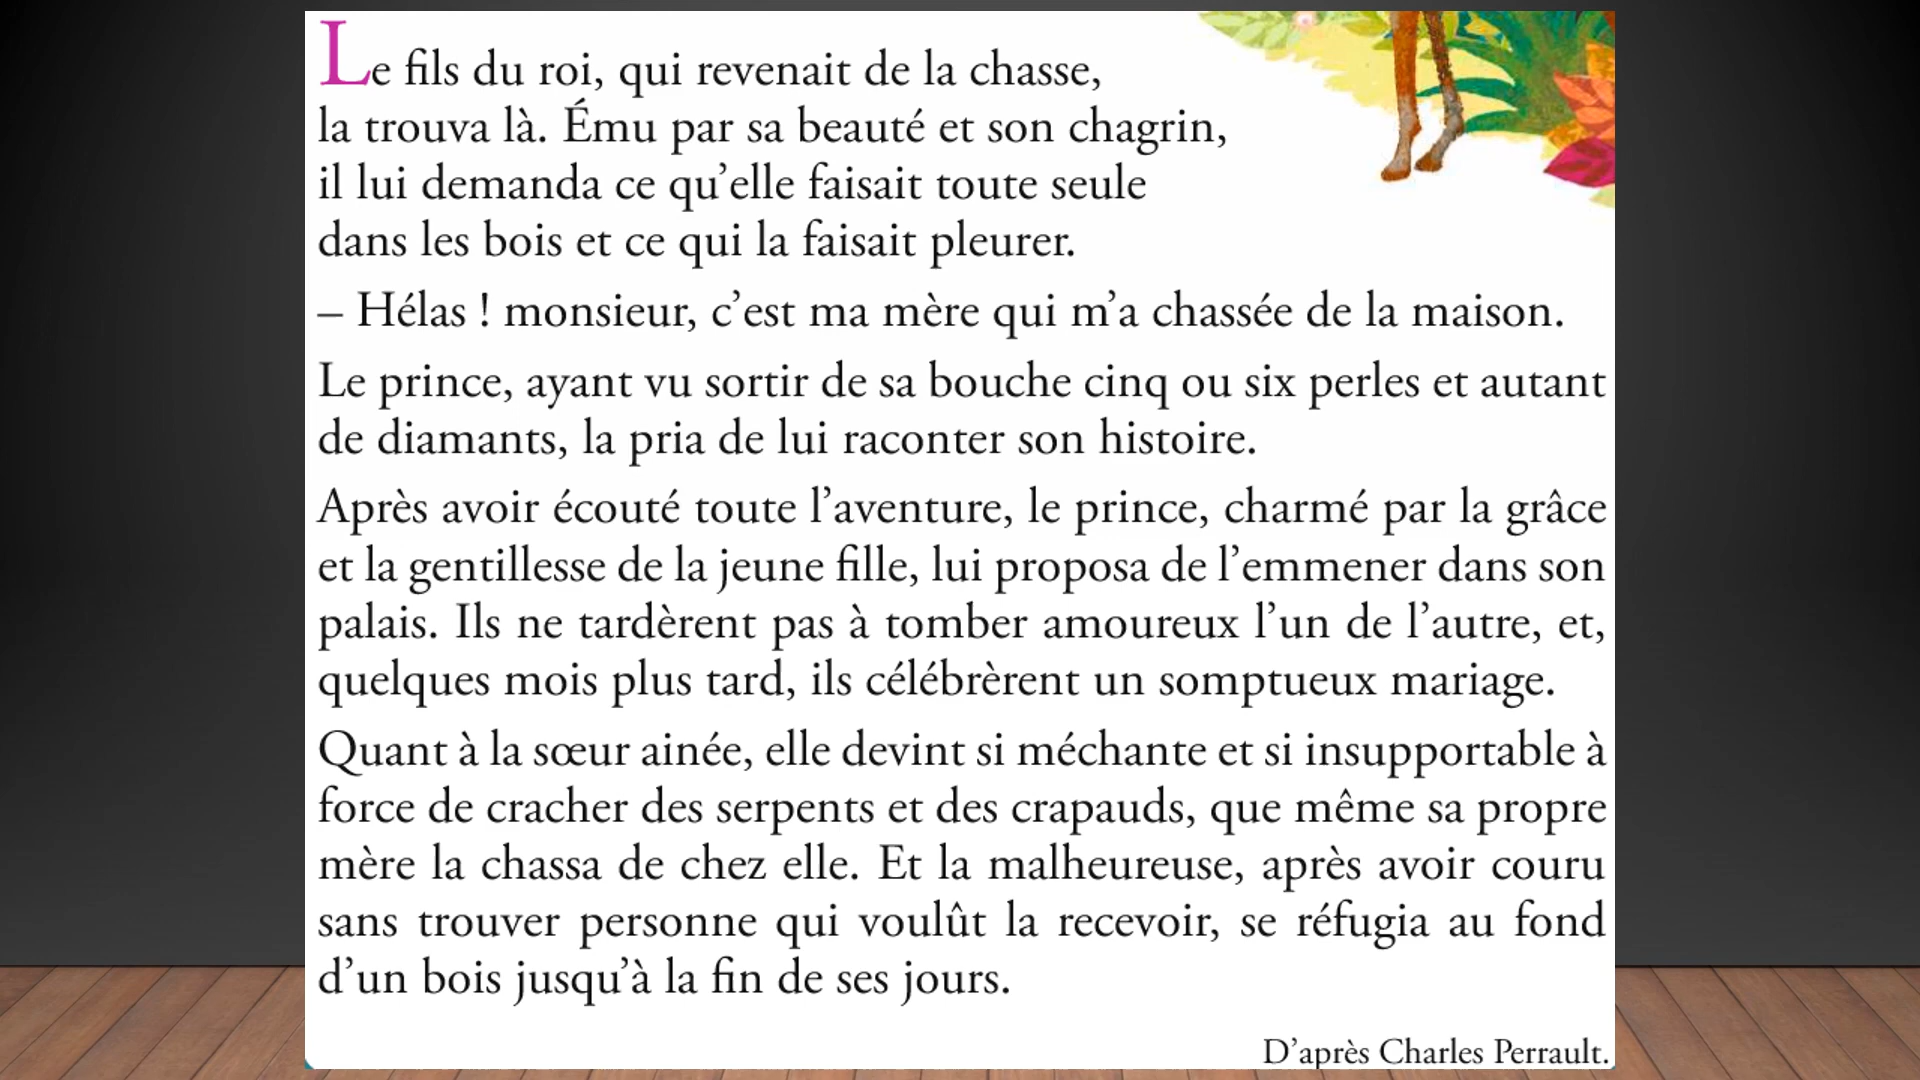 Le fils du roi, qui revenait de la chasse,
la trouva là. Ému par sa beauté et son chagrin,
il lui demanda ce qu’elle faisait toute seule
dans les bois et ce qui la faisait pleurer.
– Hélas ! monsieur, c’est ma mère qui m’a chassée de la maison.
Le prince, ayant vu sortir de sa bouche cinq ou six perles et autant
de diamants, la pria de lui raconter son histoire.
Après avoir écouté toute l’aventure, le prince, charmé par la grâce
et la gentillesse de la jeune fille, lui proposa de l’emmener dans son
palais. Ils ne tardèrent pas à tomber amoureux l’un de l’autre, et,
quelques mois plus tard, ils célébrèrent un somptueux mariage.
Quant à la sœur ainée, elle devint si méchante et si insupportable à
force de cracher des serpents et des crapauds, que même sa propre
mère la chassa de chez elle. Et la malheureuse, après avoir couru
sans trouver personne qui voulût la recevoir, se réfugia au fond
d’un bois jusqu’à la fin de ses jours.
D’après Charles Perrault.